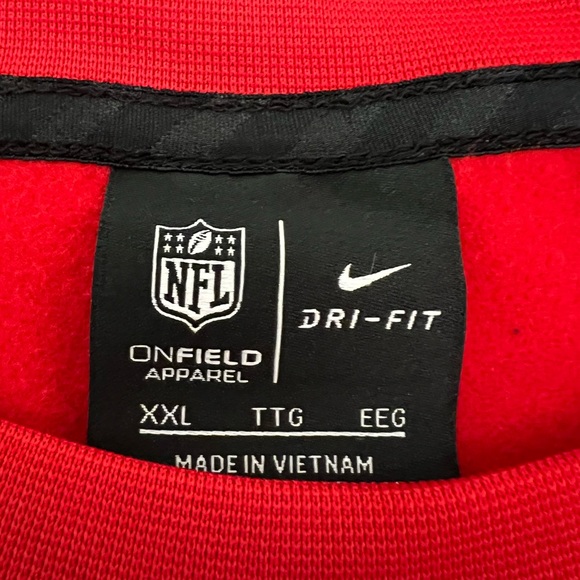 NFL
ONFIELD
APPAREL
DRI-FIT
XXL TTG EEG
MADE IN VIETNAM